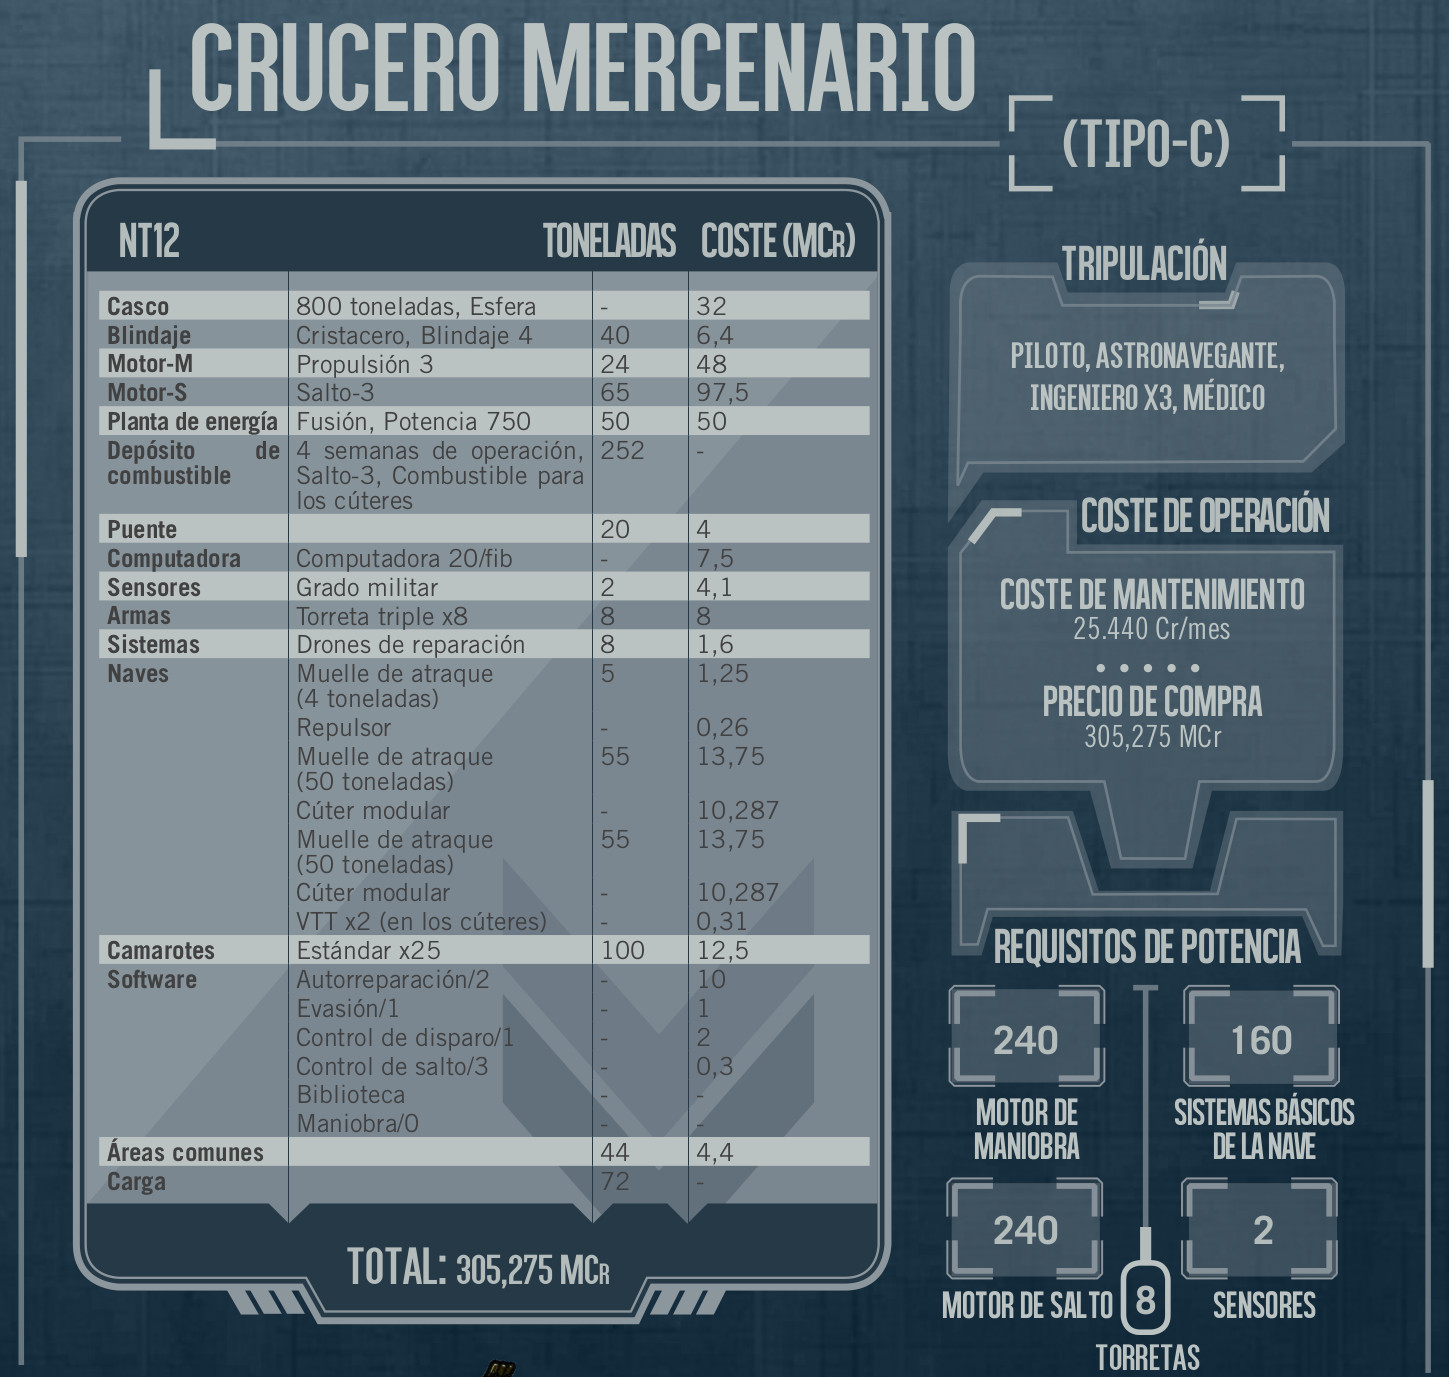 CRUCERO MERCENARIO
(TIPO-C)
NT12 TONELADAS COSTE (MCR)
Casco 800 toneladas, Esfera - 32
Blindaje Cristacero, Blindaje 4 40 6,4
Motor-M Propulsión 3 24 48
Motor-S Salto-3 65 97,5
Planta de energía Fusión, Potencia 750 50 50
Depósito de 4 semanas de operación, 252 -
combustible Salto-3, Combustible para
los cúteres
Puente 20 4
Computadora Computadora 20/fib - 7,5
Sensores Grado militar 2 4,1
Armas Torreta triple x8 8 8
Sistemas Drones de reparación 8 1,6
Naves Muelle de atraque 5 1,25
(4 toneladas)
Repulsor - 0,26
Muelle de atraque 55 13,75
(50 toneladas)
Cúter modular - 10,287
Muelle de atraque 55 13,75
(50 toneladas)
Cúter modular - 10,287
VTT x2 (en los cúteres) - 0,31
Camarotes Estándar x25 100 12,5
Software Autorreparación/2 - 10
Evasión/1 - 1
Control de disparo/1 - 2
Control de salto/3 - 0,3
Biblioteca - -
Maniobra/0 - -
Áreas comunes 44 4,4
Carga 72 -
TOTAL: 305,275 MCR
TRIPULACIÓN
PILOTO, ASTRONAVEGANTE,
INGENIERO X3, MÉDICO
COSTE DE OPERACIÓN
COSTE DE MANTENIMIENTO
25.440 Cr/mes
PRECIO DE COMPRA
305,275 MCr
REQUISITOS DE POTENCIA
240 160
MOTOR DE SISTEMAS BÁSICOS
MANIOBRA DE LA NAVE
240 2
MOTOR DE SALTO 8 SENSORES
TORRETAS